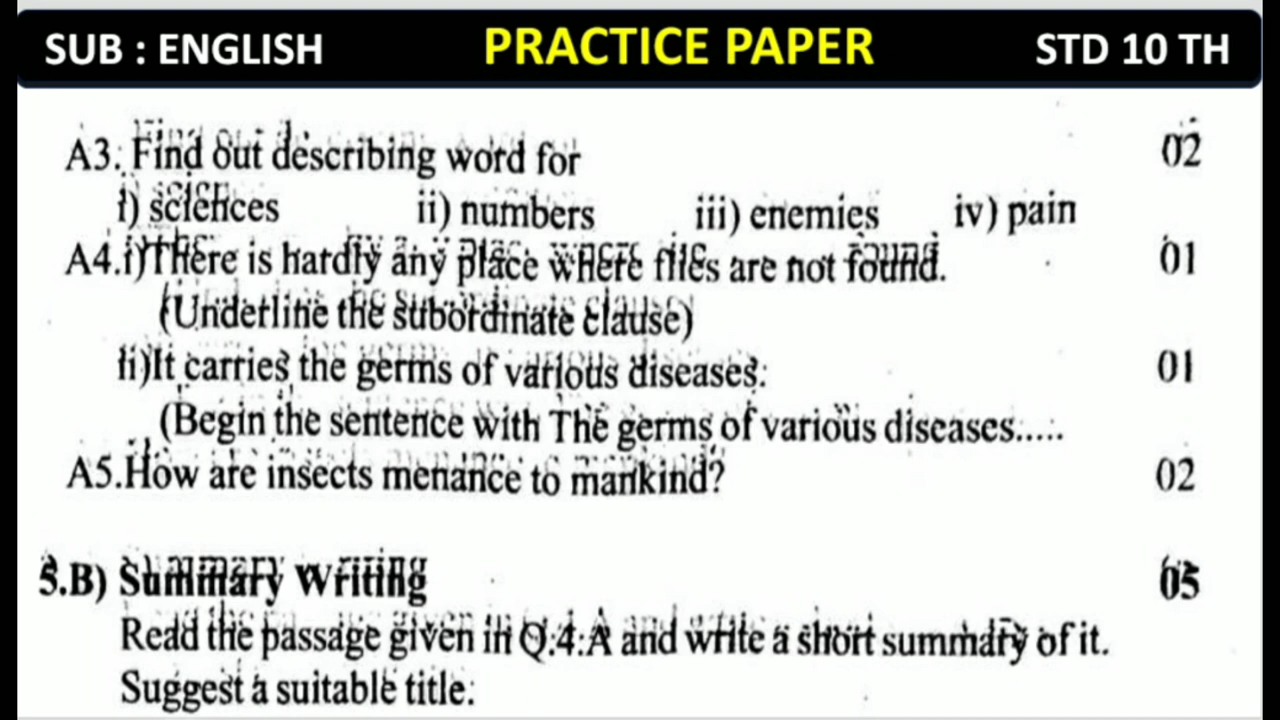 SUB : ENGLISH PRACTICE PAPER STD 10 TH
A3. Find out describing word for 02
i) sciences ii) numbers iii) enemies iv) pain
A4.i)There is hardly any place where flies are not found. 01
(Underline the subordinate clause)
ii)It carries the germs of various diseases. 01
(Begin the sentence with The germs of various diseases.....
A5.How are insects menance to mankind? 02
5.B) Summary Writing 05
Read the passage given in Q.4.A and write a short summary of it.
Suggest a suitable title.